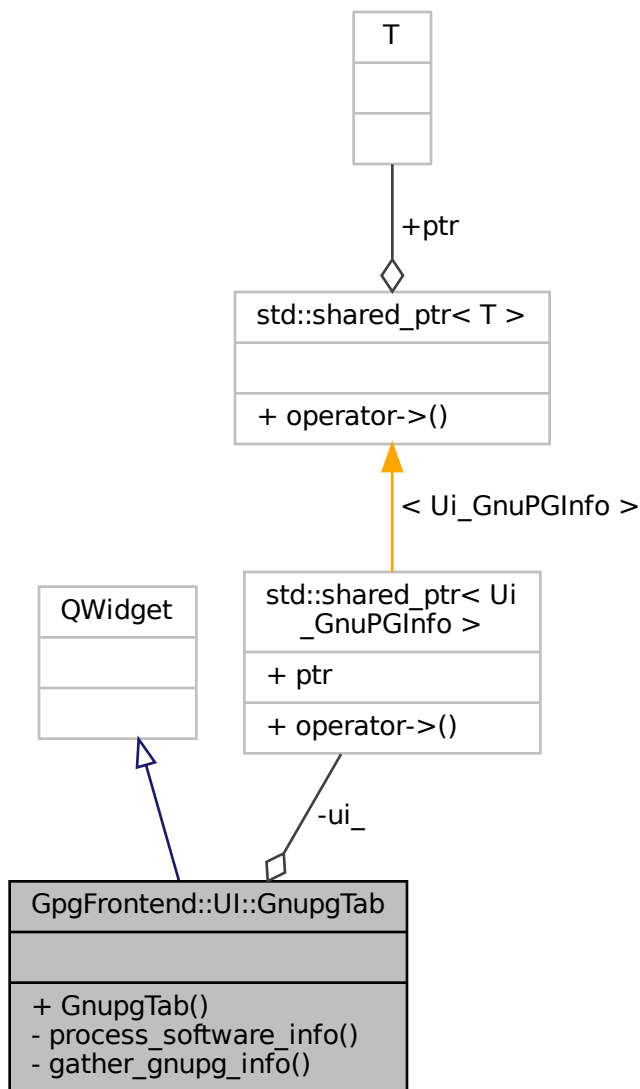 T
+ptr
std::shared_ptr< T >
+ operator->()
< Ui_GnuPGInfo >
std::shared_ptr< Ui
_GnuPGInfo >
+ ptr
+ operator->()
QWidget
-ui_
GpgFrontend::UI::GnupgTab
+ GnupgTab()
- process_software_info()
- gather_gnupg_info()